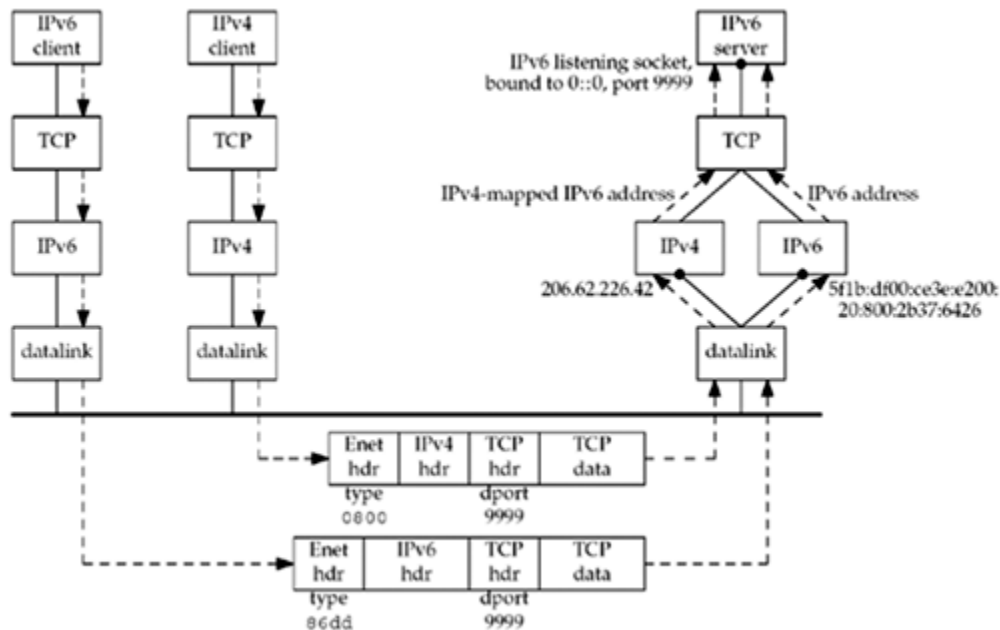 IPv6
client
IPv4
client
IPv6
server
IPv6 listening socket,
bound to 0::0, port 9999
TCP
TCP
TCP
IPv4-mapped IPv6 address
IPv6 address
IPv6
IPv4
IPv4
IPv6
206.62.226.42
5f1b:df00:ce3e:e200:
20:800:2b37:6426
datalink
datalink
datalink
Enet
hdr
IPv4
hdr
TCP
hdr
TCP
data
type
0800
dport
9999
Enet
hdr
IPv6
hdr
TCP
hdr
TCP
data
type
86dd
dport
9999